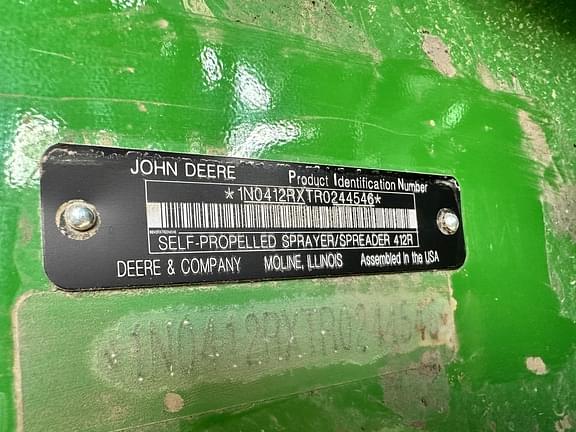 JOHN DEERE Product Identification Number
*1N0412RXTR0244546*
SELF-PROPELLED SPRAYER/SPREADER 412R
DEERE & COMPANY MOLINE, ILLINOIS Assembled in the USA
*1N0412RXTR0244546